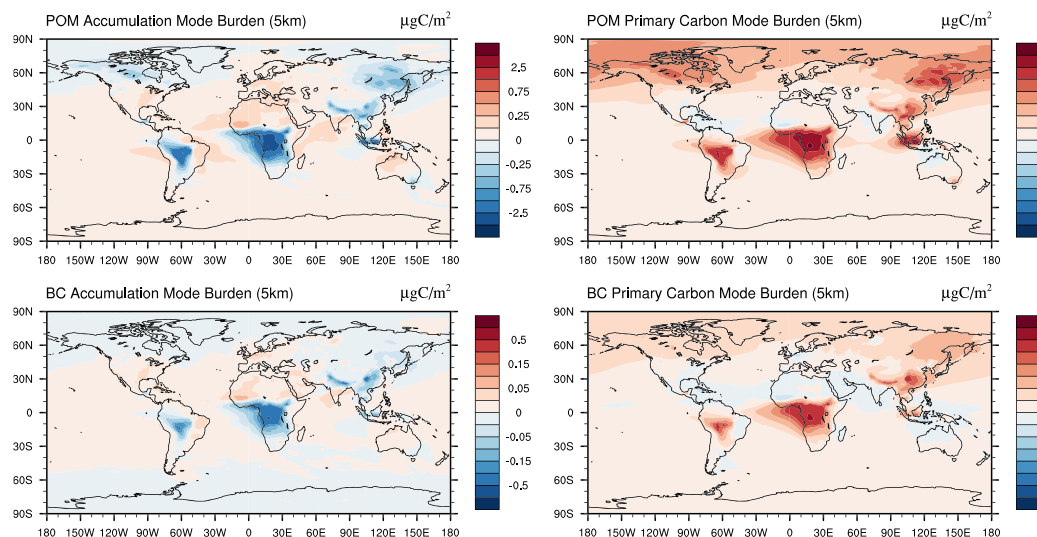 POM Accumulation Mode Burden (5km) μgC/m²
90N
60N
30N
0
30S
60S
90S
180 150W 120W 90W 60W 30W 0 30E 60E 90E 120E 150E 180
2.5
0.75
0.25
-0.25
-0.75
-2.5
POM Primary Carbon Mode Burden (5km) μgC/m²
90N
60N
30N
0
30S
60S
90S
180 150W 120W 90W 60W 30W 0 30E 60E 90E 120E 150E 180
BC Accumulation Mode Burden (5km) μgC/m²
90N
60N
30N
0
30S
60S
90S
180 150W 120W 90W 60W 30W 0 30E 60E 90E 120E 150E 180
0.5
0.15
0.05
-0.05
-0.15
-0.5
BC Primary Carbon Mode Burden (5km) μgC/m²
90N
60N
30N
0
30S
60S
90S
180 150W 120W 90W 60W 30W 0 30E 60E 90E 120E 150E 180